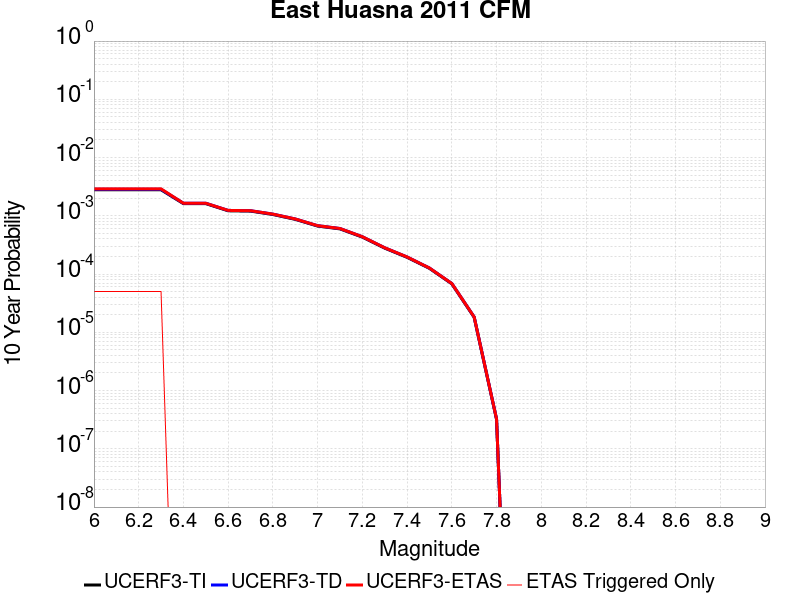 East Huasna 2011 CFM
10 Year Probability
10^0
10^-1
10^-2
10^-3
10^-4
10^-5
10^-6
10^-7
10^-8
6 6.2 6.4 6.6 6.8 7 7.2 7.4 7.6 7.8 8 8.2 8.4 8.6 8.8 9
Magnitude
UCERF3-TI UCERF3-TD UCERF3-ETAS ETAS Triggered Only